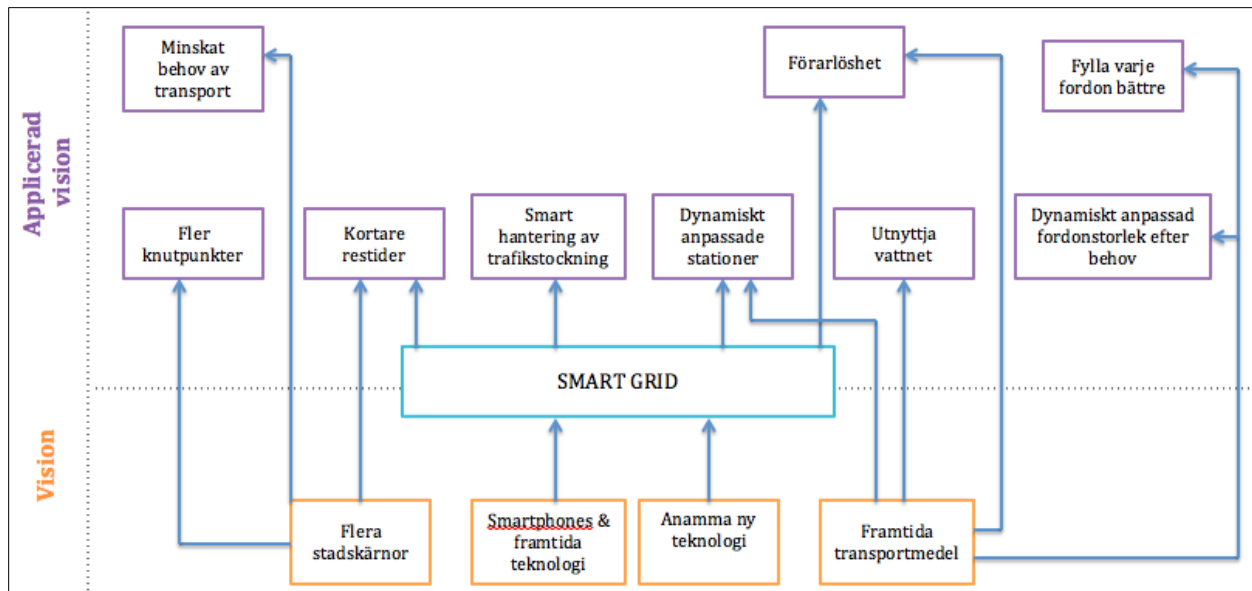 Applicerad
vision
Minskat
behov av
transport
Förarlöshet
Fylla varje
fordon bättre
Fler
knutpunkter
Kortare
restider
Smart
hantering av
trafikstockning
Dynamiskt
anpassade
stationer
Utnyttja
vattnet
Dynamiskt anpassad
fordonstorlek efter
behov
SMART GRID
Vision
Flera
stadskärnor
Smartphones &
framtida
teknologi
Anamma ny
teknologi
Framtida
transportmedel